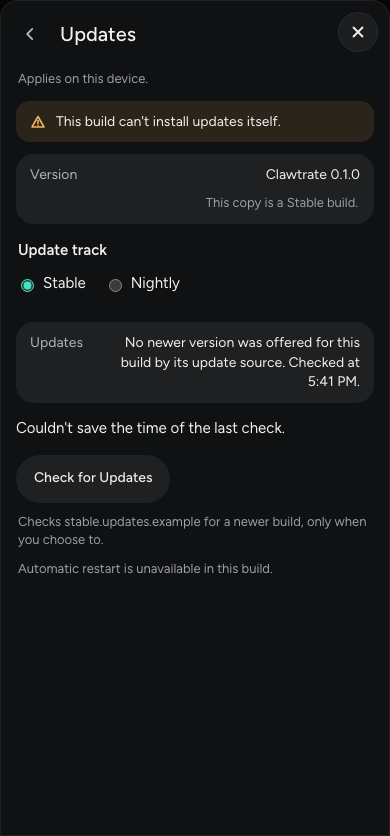 Updates
Applies on this device.
This build can't install updates itself.
Version
Clawtrate 0.1.0
This copy is a Stable build.
Update track
Stable
Nightly
Updates
No newer version was offered for this
build by its update source. Checked at
5:41 PM.
Couldn't save the time of the last check.
Check for Updates
Checks stable.updates.example for a newer build, only when
you choose to.
Automatic restart is unavailable in this build.